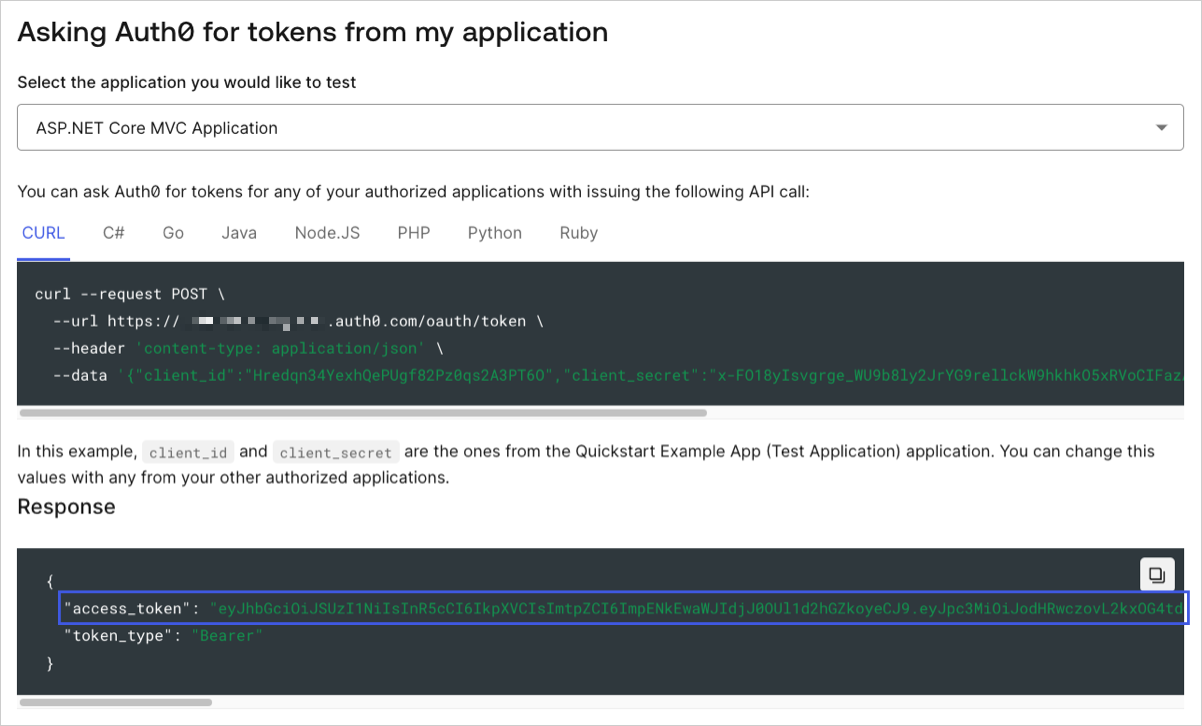 Asking Auth0 for tokens from my application
Select the application you would like to test
ASP.NET Core MVC Application
You can ask Auth0 for tokens for any of your authorized applications with issuing the following API call:
CURL C# Go Java Node.JS PHP Python Ruby
curl --request POST \
--url https:// .auth0.com/oauth/token \
--header 'content-type: application/json' \
--data '{"client_id":"Hredqn34YexhQePUgf82Pz0qs2A3PT6O","client_secret":"x-FO18yIsvgrge_WU9b8ly2JrYG9rellckW9hkhkO5xRVoCIFaz
In this example, client_id and client_secret are the ones from the Quickstart Example App (Test Application) application. You can change this
values with any from your other authorized applications.
Response
{
"access_token": "eyJhbGciOiJSUzI1NiIsInR5cCI6IkpXVCIsImtpZCI6ImpENkEwaWJIdjJ0OUl1d2hGZkoyeCJ9.eyJpc3MiOiJodHRwczovL2kxOG4td
"token_type": "Bearer"
}